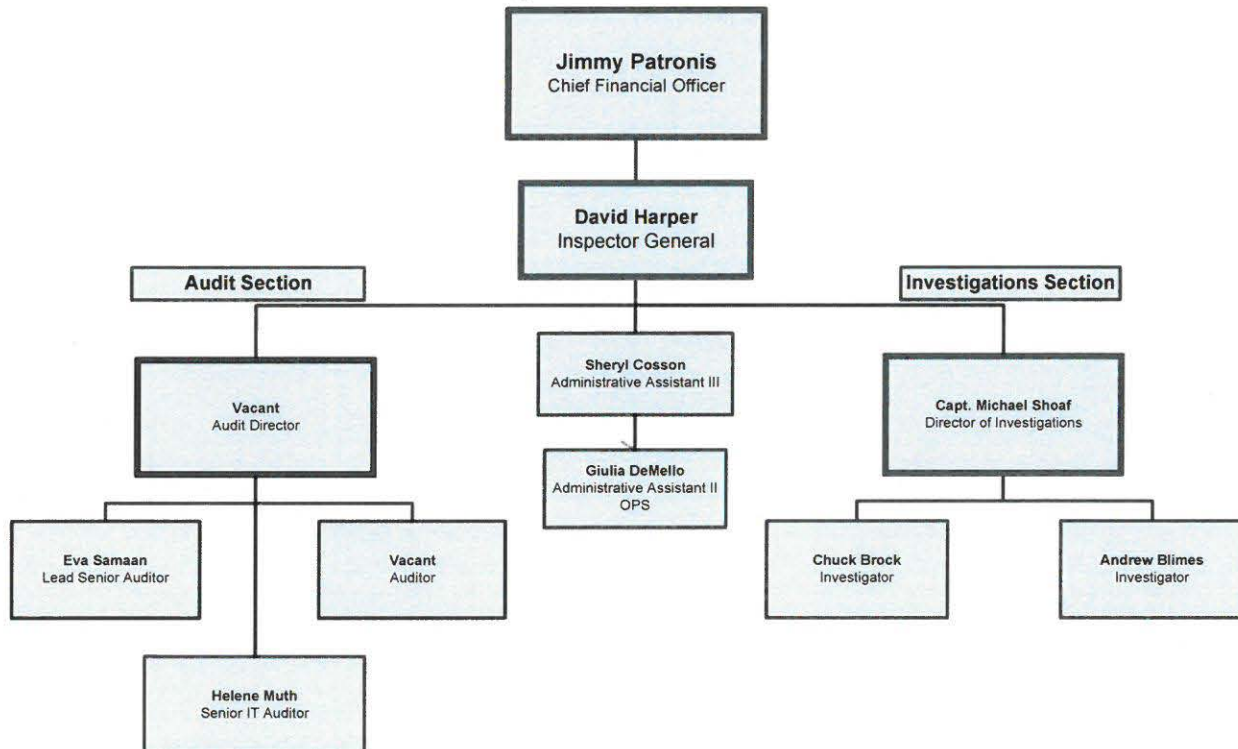 Jimmy Patronis
Chief Financial Officer
David Harper
Inspector General
Audit Section
Investigations Section
Sheryl Cosson
Administrative Assistant III
Vacant
Audit Director
Capt. Michael Shoaf
Director of Investigations
Giulia DeMello
Administrative Assistant II
OPS
Eva Samaan
Lead Senior Auditor
Vacant
Auditor
Chuck Brock
Investigator
Andrew Blimes
Investigator
Helene Muth
Senior IT Auditor